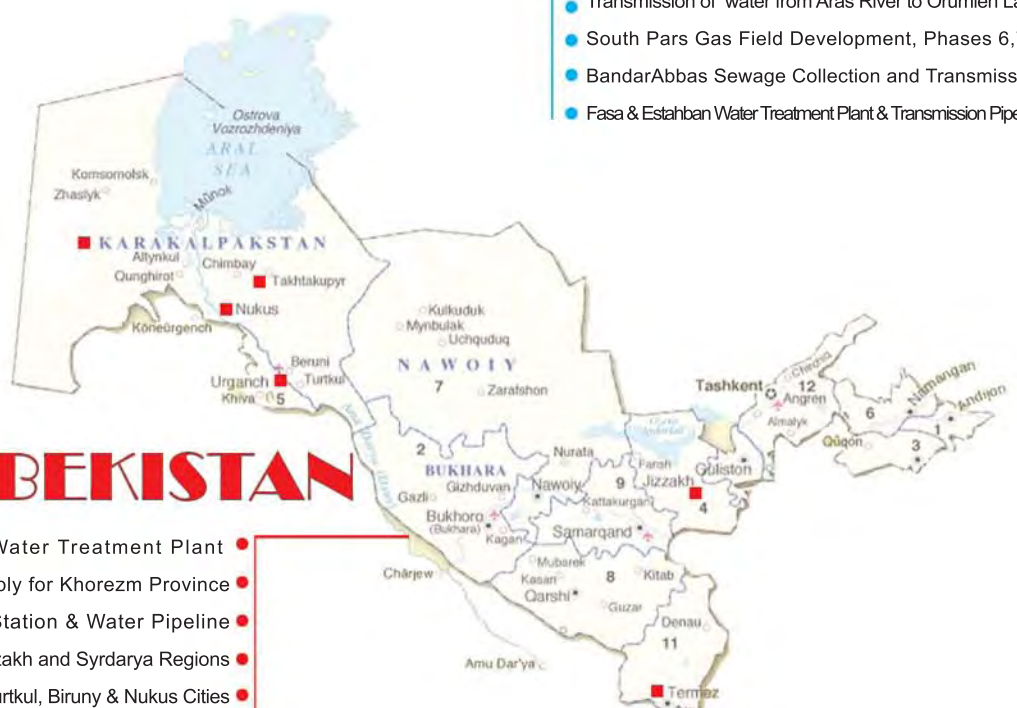 Transmission of water from Aras River to Orumieh La
South Pars Gas Field Development, Phases 6,
BandarAbbas Sewage Collection and Transmiss
Fasa & Estahban Water Treatment Plant & Transmission Pipe
Ostrova
Vozrozhdeniya
ARAL
SEA
Komsomolsk
Zhaslyk
Mŭnok
KARAKALPAKSTAN
Altynkul
Chimbay
Qunghirot
Takhtakupyr
Nukus
Köneürgench
Beruni
Urganch
Turtkul
Khiva
5
Kulkuduk
Mynbulak
Uchquduq
NAWOIY
7
Zarafshon
Tashkent
Chirchiq
12
Angren
Almalyk
Namangan
6
Andijon
1
Qŭqon
3
2
BUKHARA
Gazli
Gizhduvan
Bukhoro
(Bukhara)
Kagan
Nurata
Nawoiy
9
Farish
Jizzakh
Guliston
4
Kattakurgan
Samarqand
Chärjew
Mubarek
Kasan
8
Kitab
Qarshi
Guzar
Denau
11
Amu Dar'ya
Termez
BEKISTAN
Water Treatment Plant
ply for Khorezm Province
Station & Water Pipeline
zakh and Syrdarya Regions
urtkul, Biruny & Nukus Cities